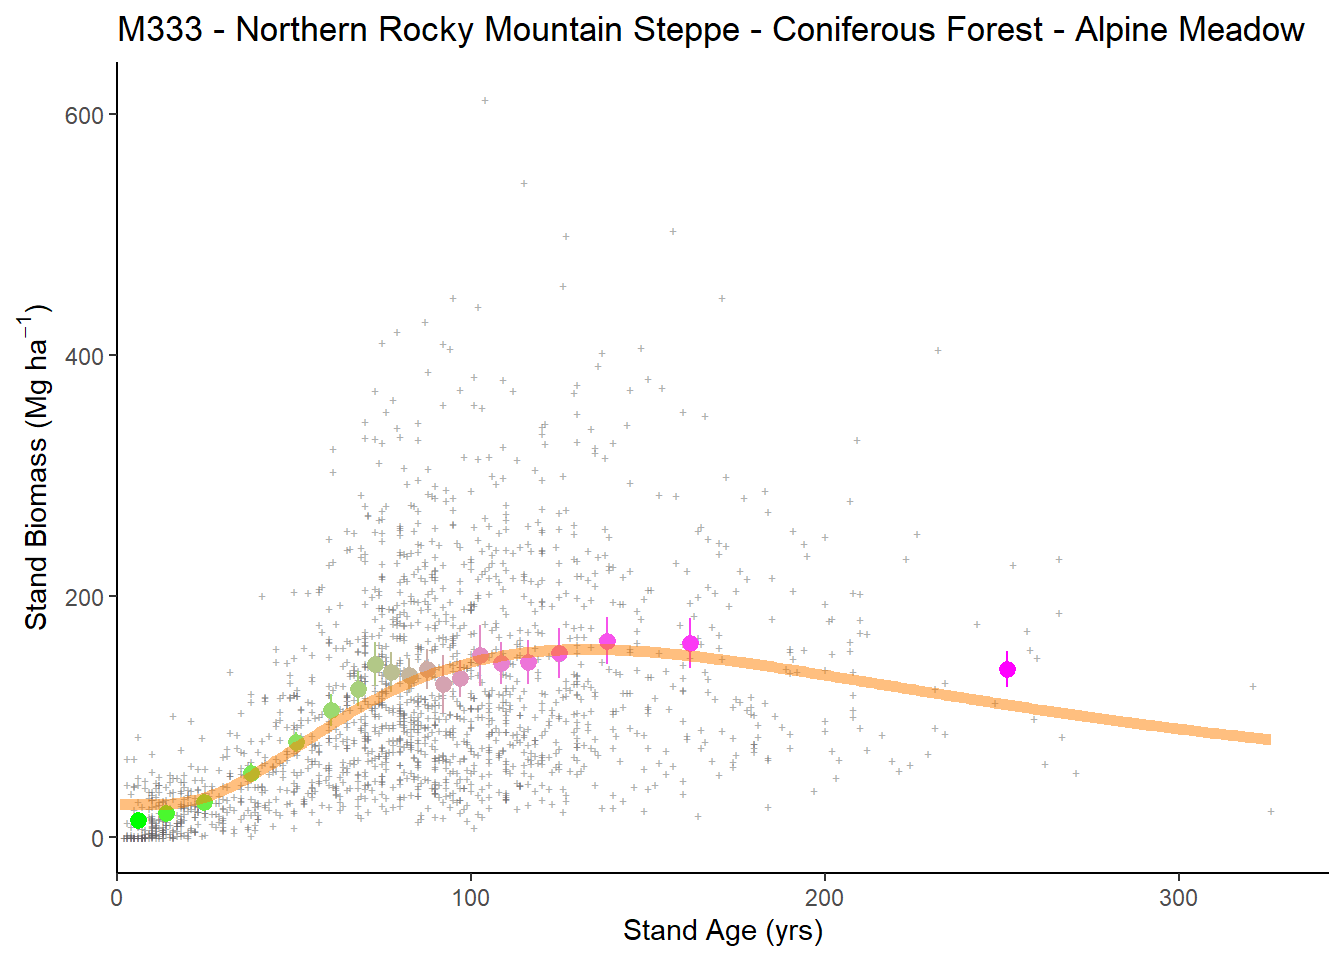 M333 - Northern Rocky Mountain Steppe - Coniferous Forest - Alpine Meadow
Stand Biomass (Mg ha⁻¹)
600
400
200
0
0 100 200 300
Stand Age (yrs)